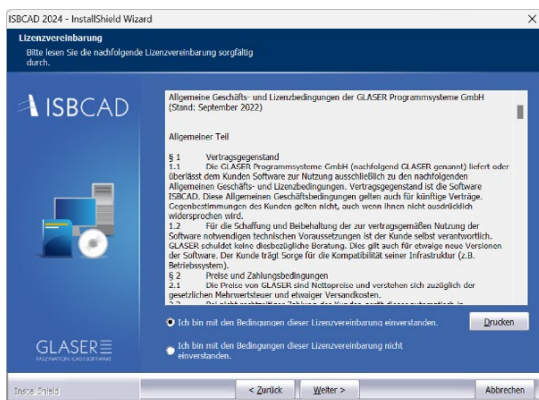 ISBCAD 2024 - InstallShield Wizard
Lizenzvereinbarung
Bitte lesen Sie die nachfolgende Lizenzvereinbarung sorgfältig
durch.
ISBCAD
Allgemeine Geschäfts- und Lizenzbedingungen der GLASER Programmsysteme GmbH
(Stand: September 2022)
Allgemeiner Teil
§ 1 Vertragsgegenstand
1.1 Die GLASER Programmsysteme GmbH (nachfolgend GLASER genannt) liefert oder
überlässt dem Kunden Software zur Nutzung ausschließlich zu den nachfolgenden
Allgemeinen Geschäfts- und Lizenzbedingungen. Vertragsgegenstand ist die Software
ISBCAD. Diese Allgemeinen Geschäftsbedingungen gelten auch für künftige Verträge.
Gegenbestimmungen des Kunden gelten nicht, auch wenn ihnen nicht ausdrücklich
widersprochen wird.
1.2 Für die Schaffung und Beibehaltung der zur vertragsgemäßen Nutzung der
Software notwendigen technischen Voraussetzungen ist der Kunde selbst verantwortlich.
GLASER schuldet keine diesbezügliche Beratung. Dies gilt auch für etwaige neue Versionen
der Software. Der Kunde trägt Sorge für die Kompatibilität seiner Infrastruktur (z.B.
Betriebssystem).
§ 2 Preise und Zahlungsbedingungen
2.1 Die Preise von GLASER sind Nettopreise und verstehen sich zuzüglich der
gesetzlichen Mehrwertsteuer und etwaiger Versandkosten.
Ich bin mit den Bedingungen dieser Lizenzvereinbarung einverstanden.
Drucken
Ich bin mit den Bedingungen dieser Lizenzvereinbarung nicht
einverstanden.
GLASER
FASZINATION CAD SOFTWARE
InstallShield
< Zurück
Weiter >
Abbrechen